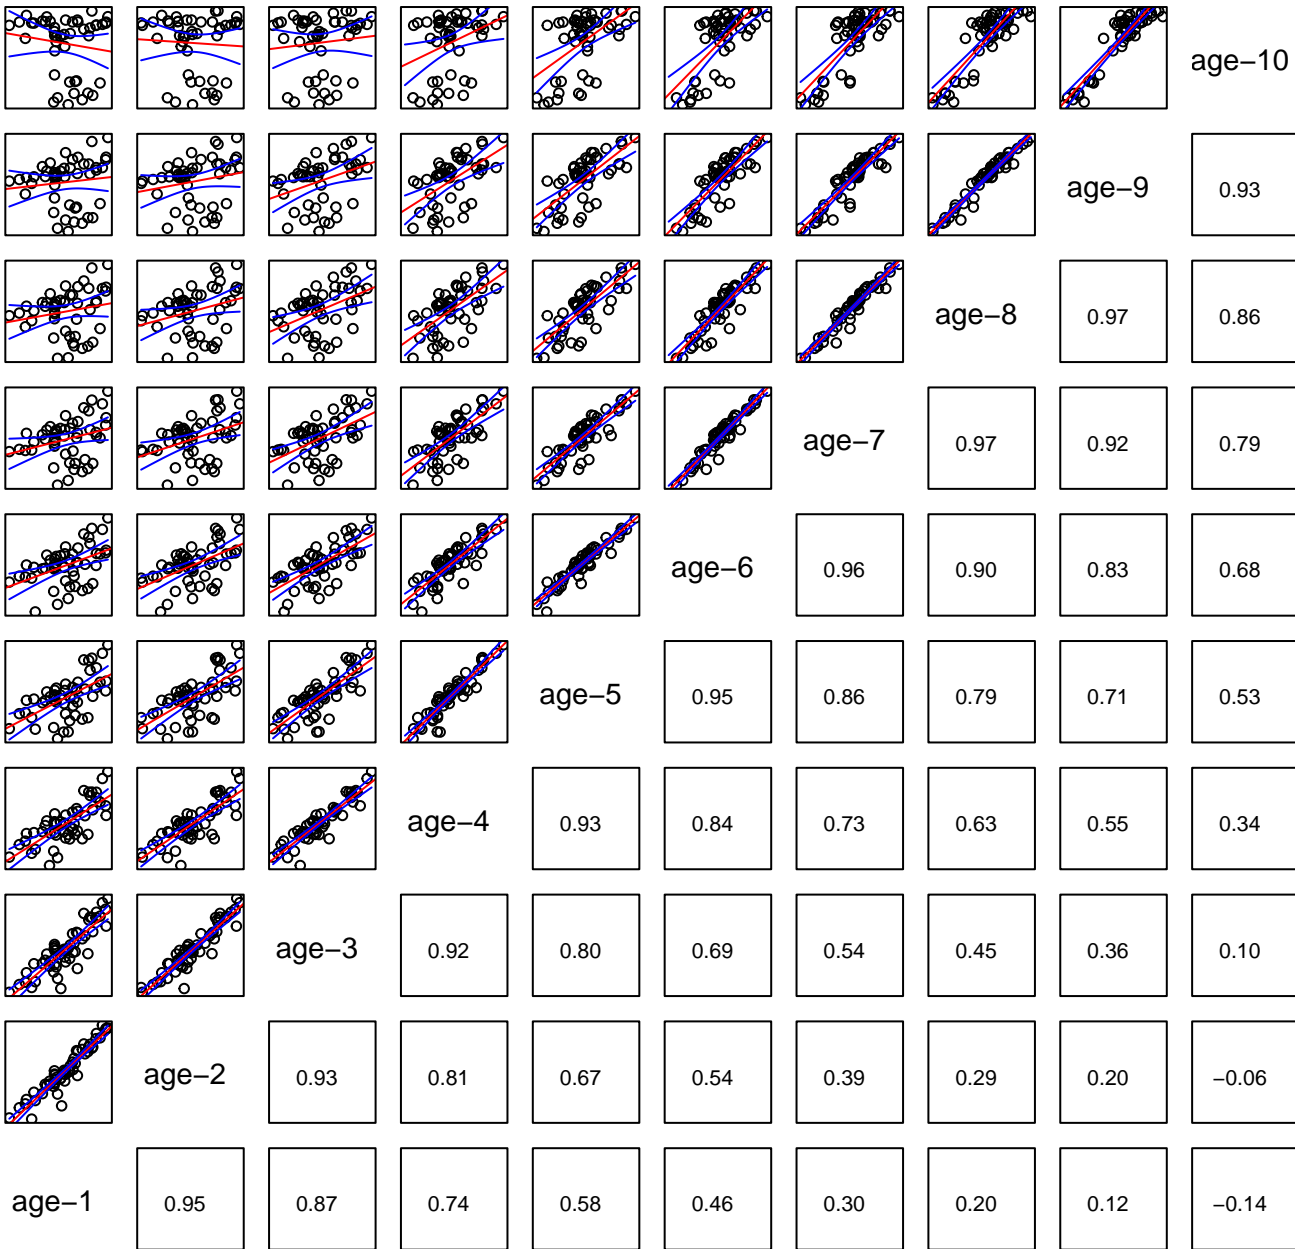 age−10
age−9 0.93
age−8 0.97 0.86
age−7 0.97 0.92 0.79
age−6 0.96 0.90 0.83 0.68
age−5 0.95 0.86 0.79 0.71 0.53
age−4 0.93 0.84 0.73 0.63 0.55 0.34
age−3 0.92 0.80 0.69 0.54 0.45 0.36 0.10
age−2 0.93 0.81 0.67 0.54 0.39 0.29 0.20 −0.06
age−1 0.95 0.87 0.74 0.58 0.46 0.30 0.20 0.12 −0.14